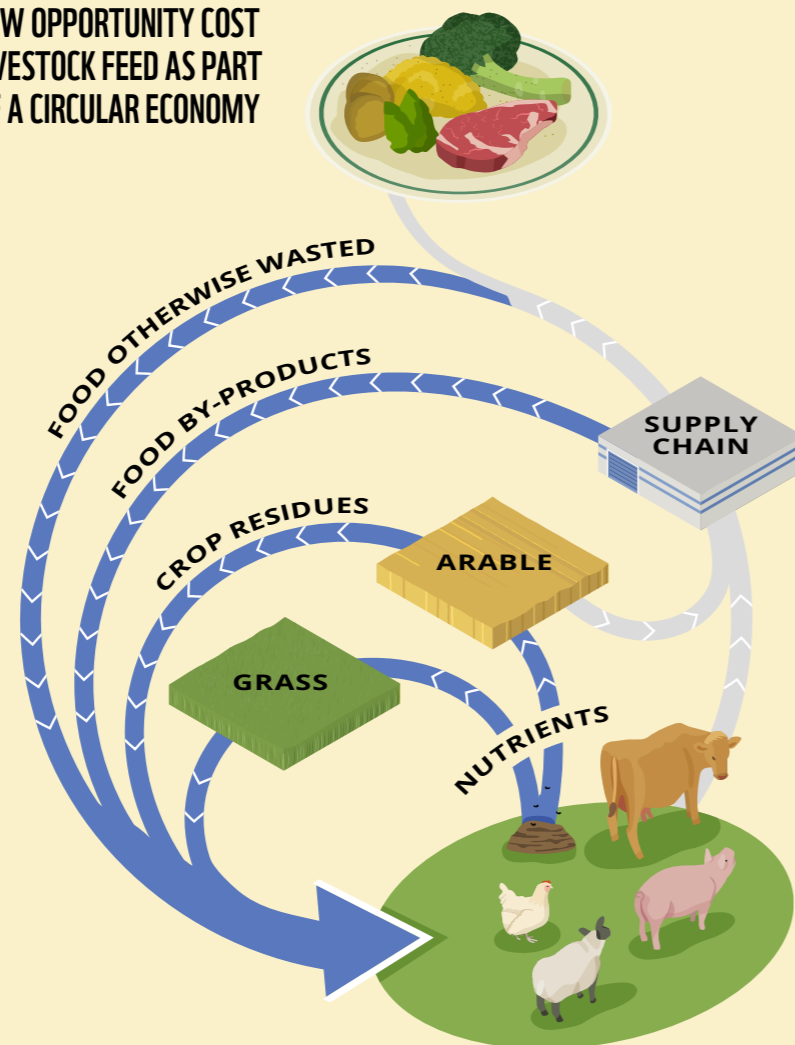 W OPPORTUNITY COST
VESTOCK FEED AS PART
A CIRCULAR ECONOMY
FOOD OTHERWISE WASTED
FOOD BY-PRODUCTS
SUPPLY
CHAIN
CROP RESIDUES
ARABLE
GRASS
NUTRIENTS